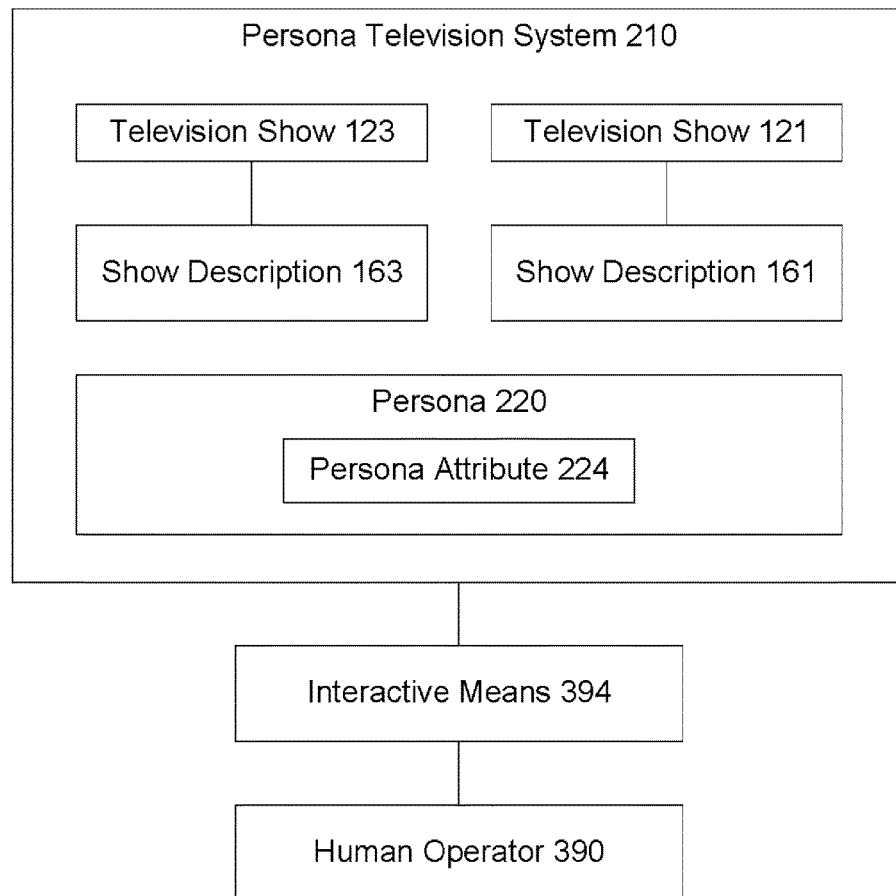 Persona Television System 210
Television Show 123
Television Show 121
Show Description 163
Show Description 161
Persona 220
Persona Attribute 224
Interactive Means 394
Human Operator 390